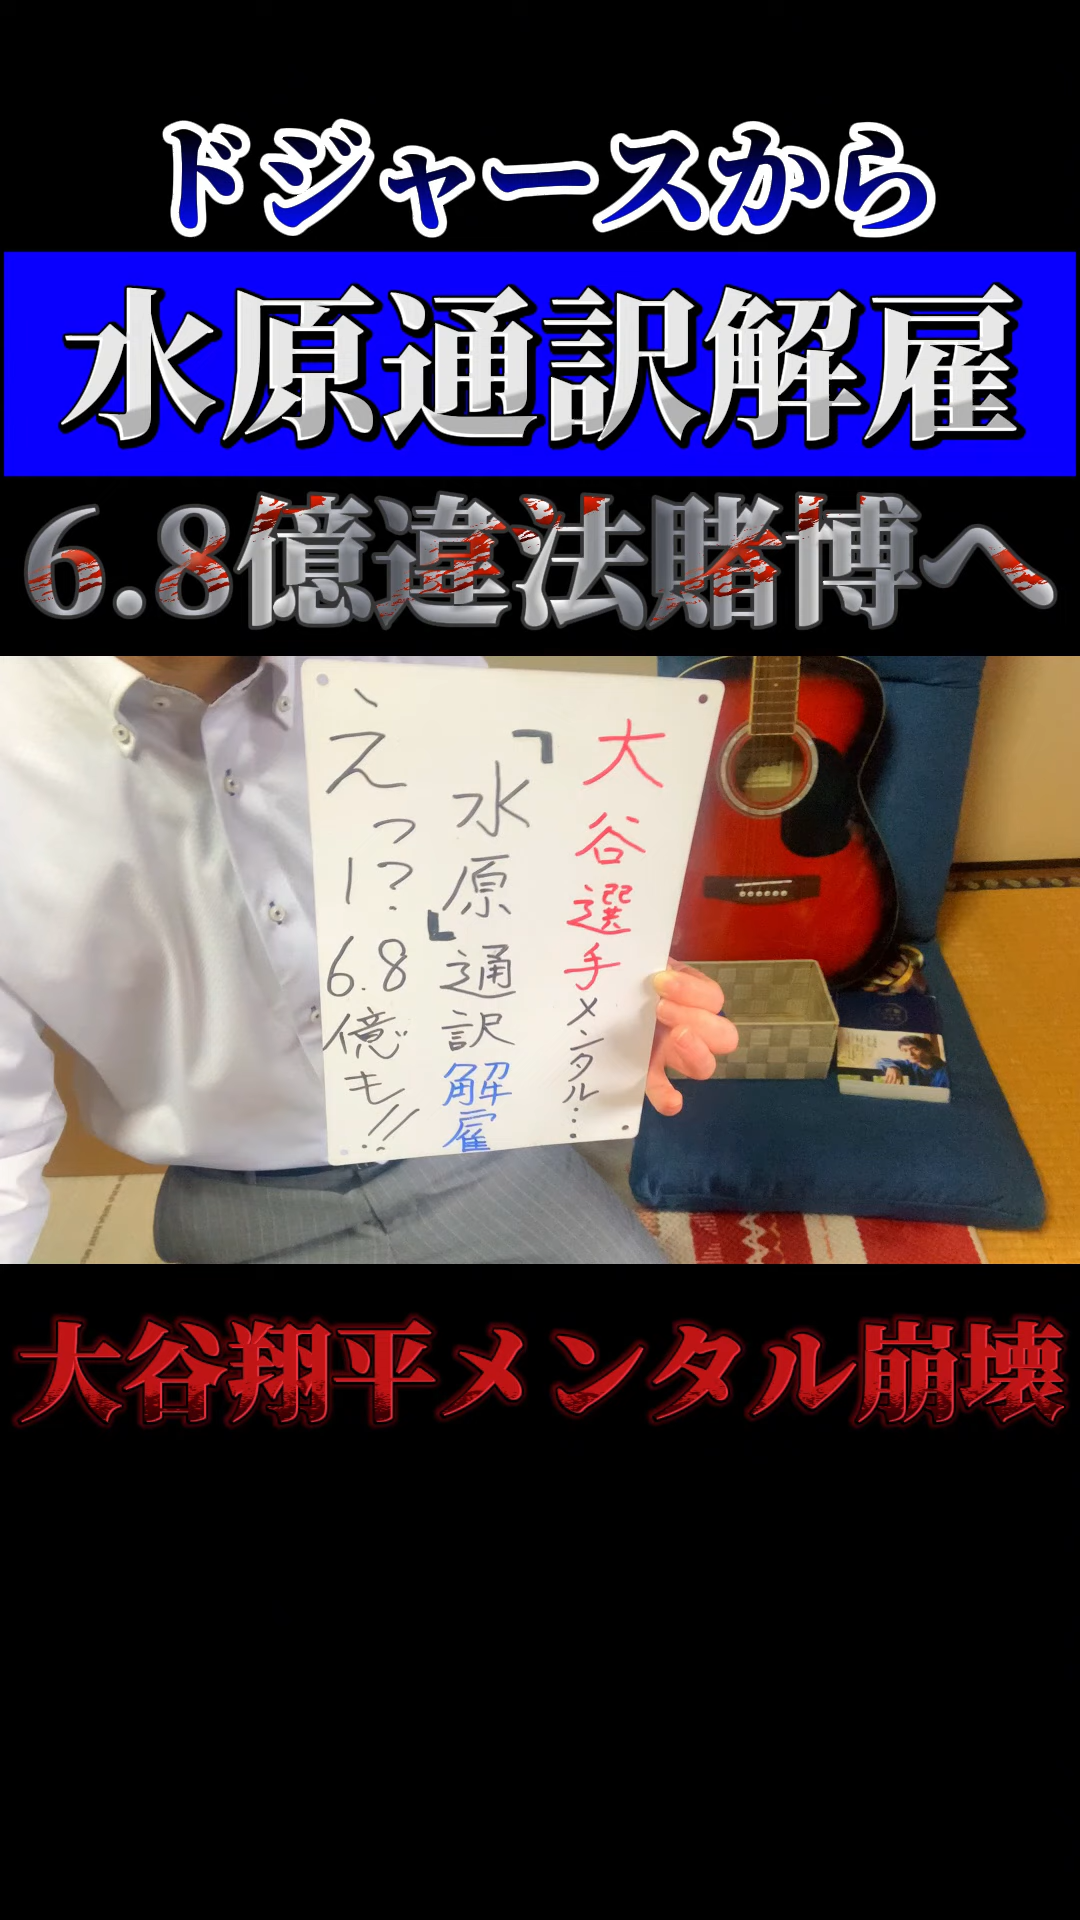 ドジャースから
水原通訳解雇
6.8億違法賭博へ
大谷選手メンタル…
「水原」通訳解雇
えっ!?6.8億も!!
大谷翔平メンタル崩壊